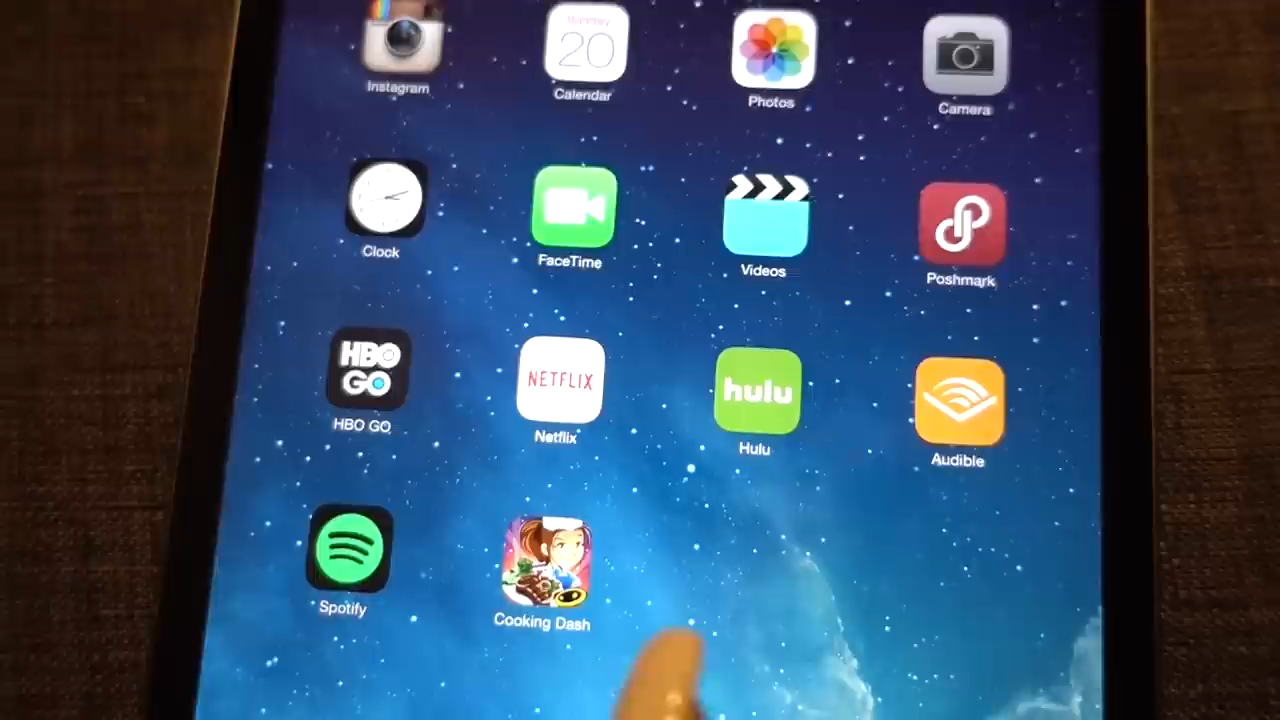 Instagram
20
Calendar
Photos
Camera
Clock
FaceTime
Videos
Poshmark
HBO
GO
HBO GO
NETFLIX
Netflix
hulu
Hulu
Audible
Spotify
Cooking Dash